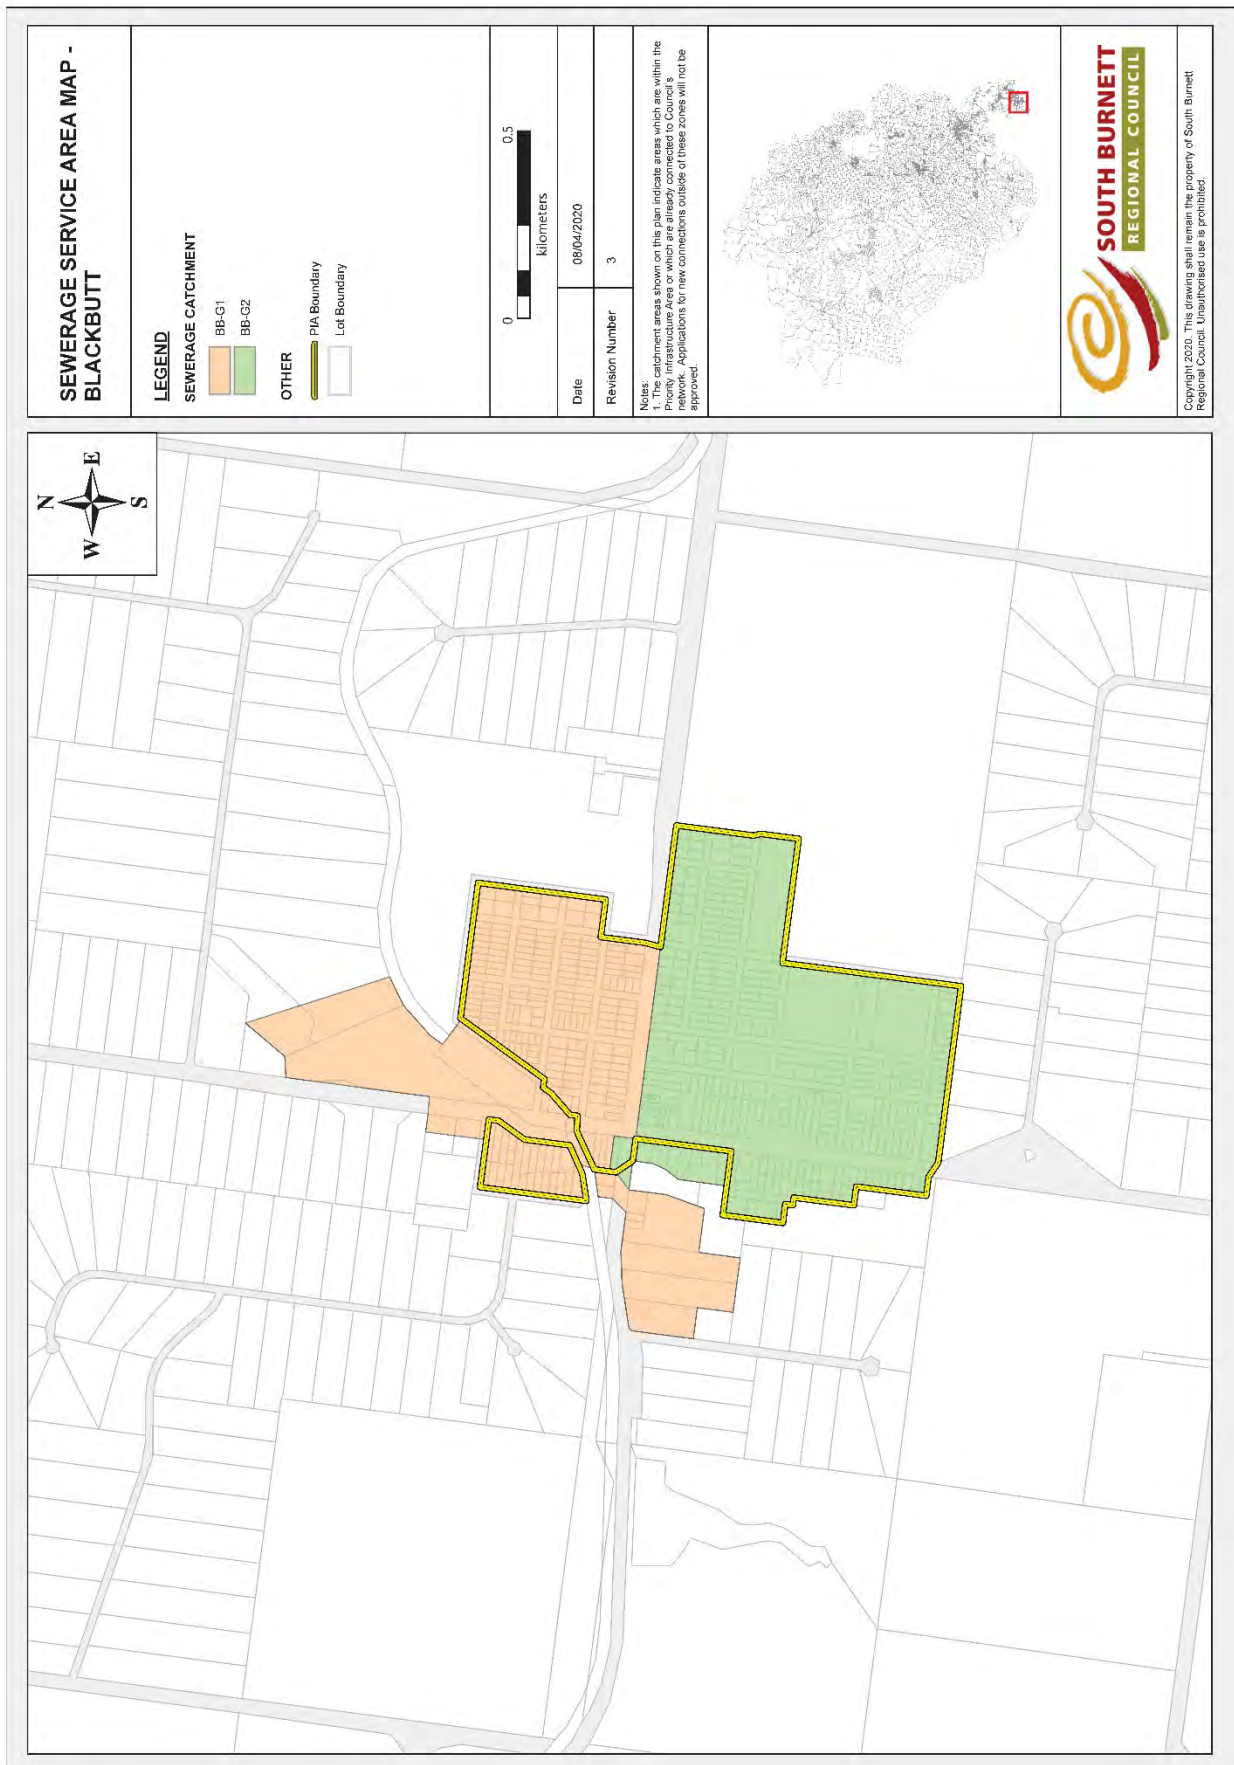 SEWERAGE SERVICE AREA MAP -
BLACKBUTT
LEGEND
SEWERAGE CATCHMENT
BB-G1
BB-G2
OTHER
PIA Boundary
Lot Boundary
0 0.5
kilometers
Date 08/04/2020
Revision Number 3
Notes:
1. The catchment areas shown on this plan indicate areas which are within the
Priority Infrastructure Area or which are already connected to Council's
network. Applications for new connections outside of these zones will not be
approved.
SOUTH BURNETT
REGIONAL COUNCIL
Copyright 2020. This drawing shall remain the property of South Burnett
Regional Council. Unauthorised use is prohibited.
N
W E
S